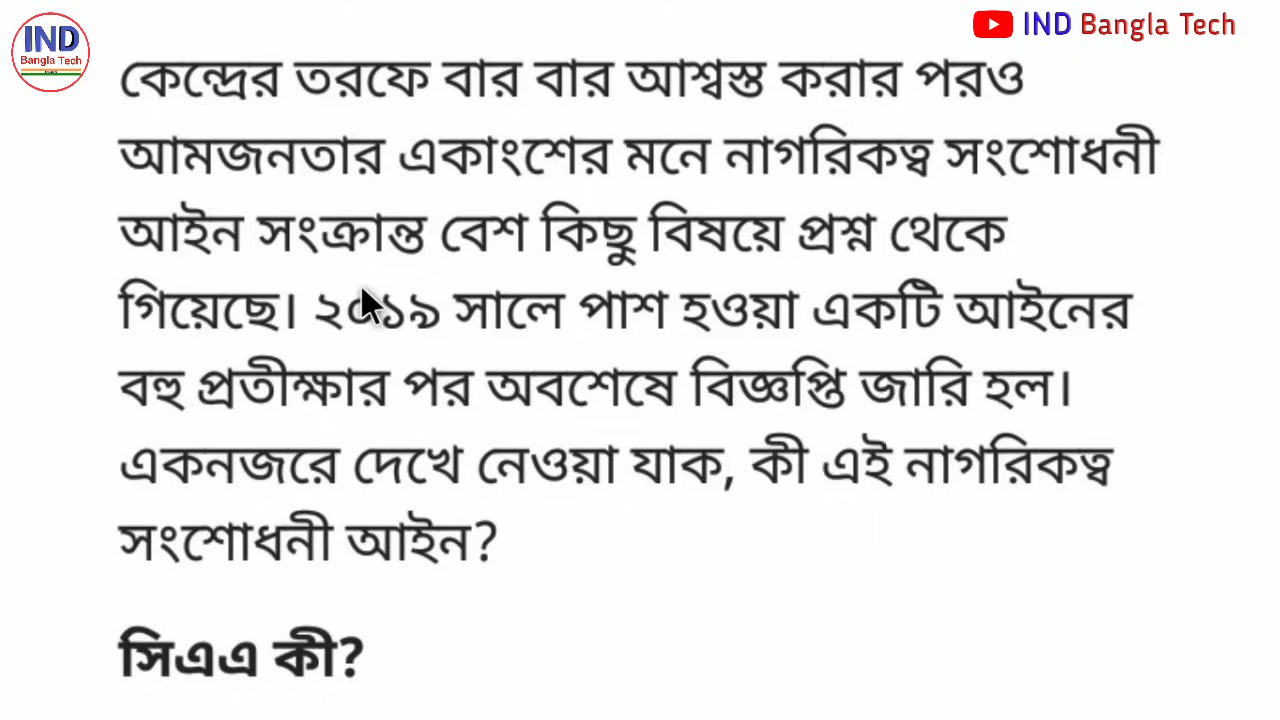 IND
Bangla Tech
IND Bangla Tech
কেন্দ্রের তরফে বার বার আশ্বস্ত করার পরও
আমজনতার একাংশের মনে নাগরিকত্ব সংশোধনী
আইন সংক্রান্ত বেশ কিছু বিষয়ে প্রশ্ন থেকে
গিয়েছে। ২০১৯ সালে পাশ হওয়া একটি আইনের
বহু প্রতীক্ষার পর অবশেষে বিজ্ঞপ্তি জারি হল।
একনজরে দেখে নেওয়া যাক, কী এই নাগরিকত্ব
সংশোধনী আইন?
সিএএ কী?